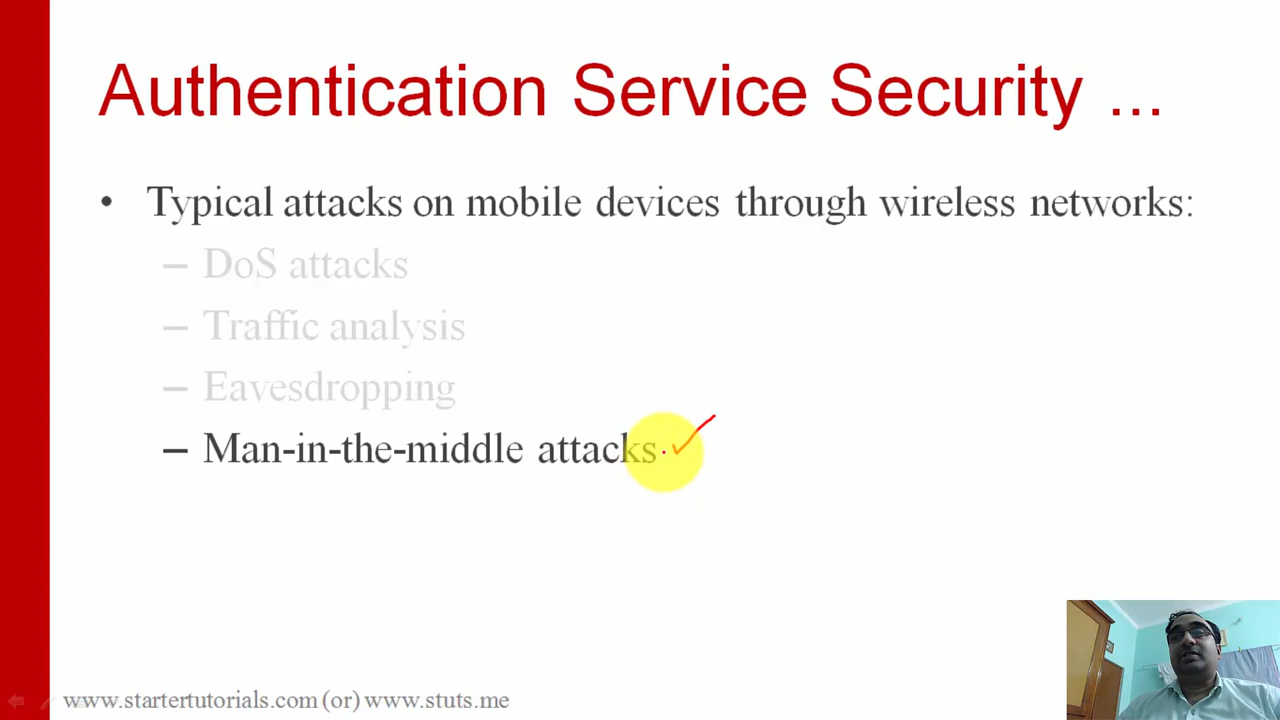 Authentication Service Security ...
• Typical attacks on mobile devices through wireless networks:
– DoS attacks
– Traffic analysis
– Eavesdropping
– Man-in-the-middle attacks
www.startertutorials.com (or) www.stuts.me